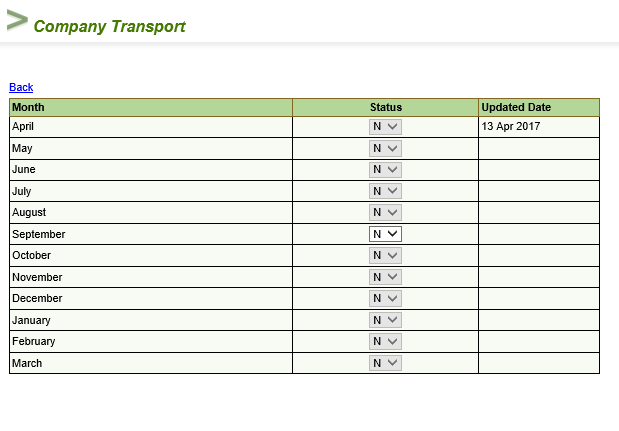 > Company Transport
Back
Month Status Updated Date
April N 13 Apr 2017
May N
June N
July N
August N
September N
October N
November N
December N
January N
February N
March N